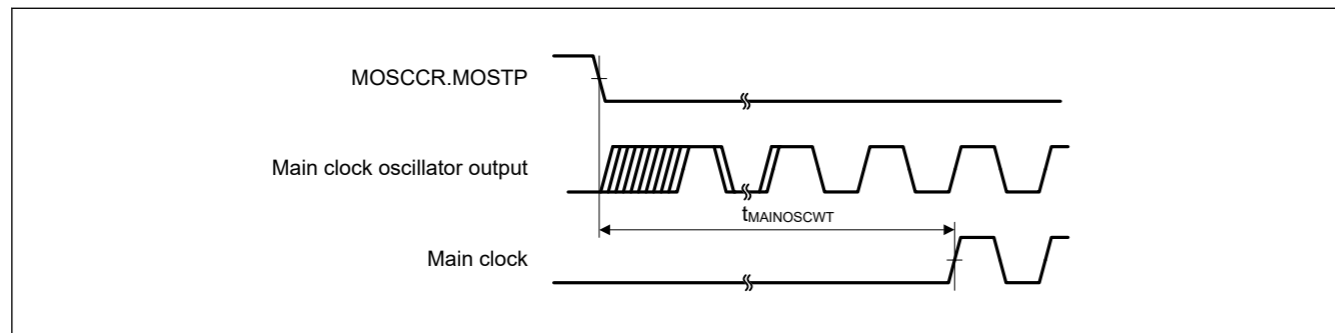 MOSCCR.MOSTP
Main clock oscillator output
tMAINOSCWT
Main clock